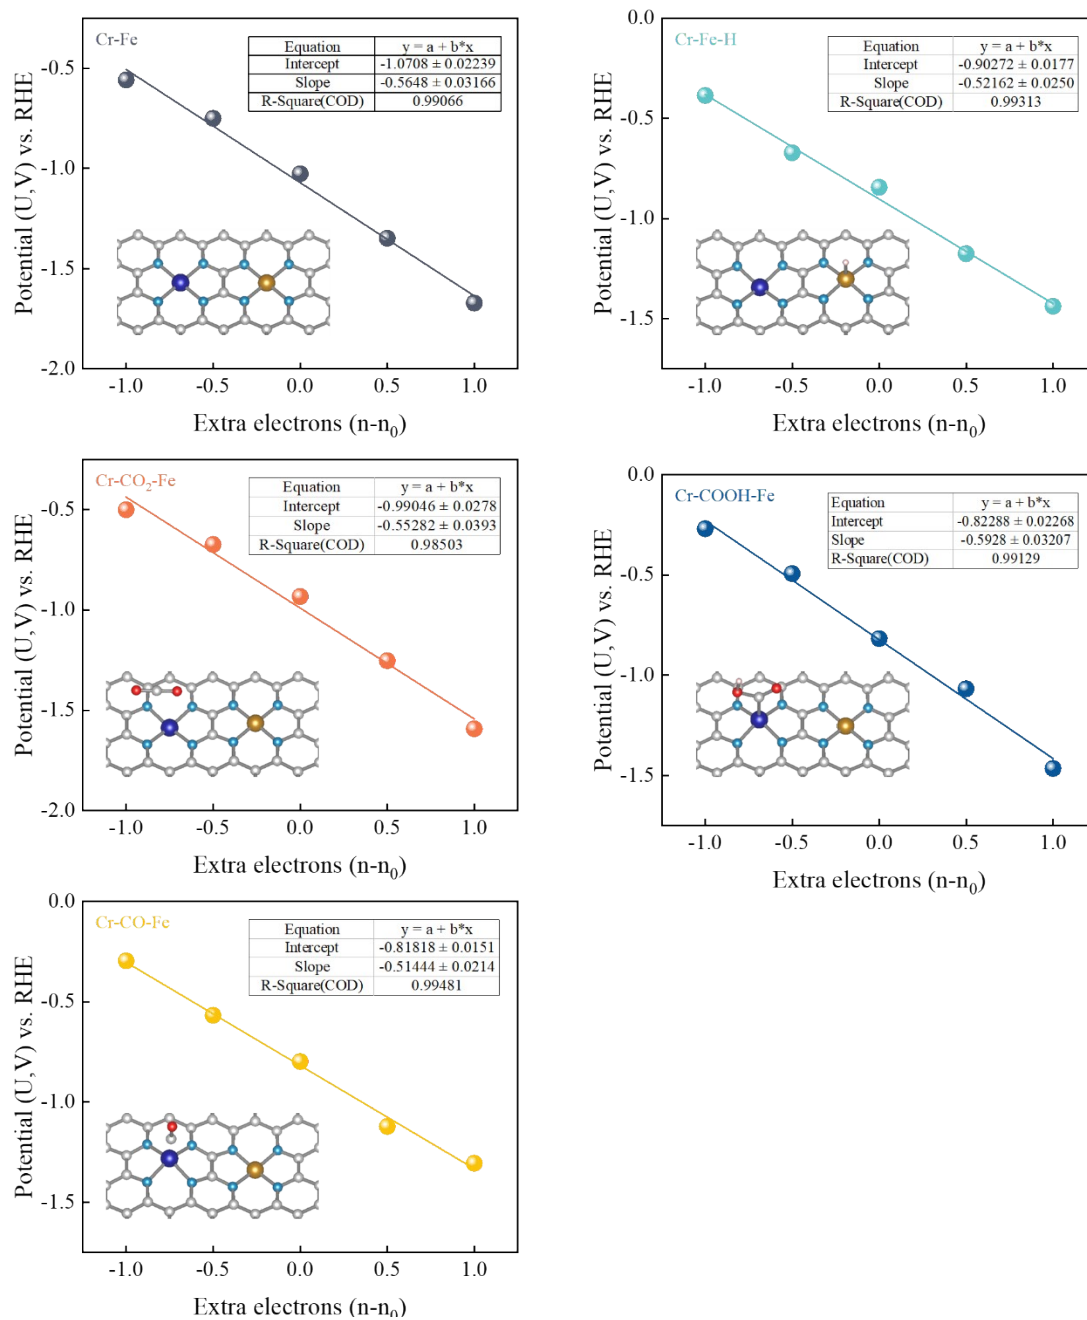 Cr-Fe
Equation y = a + b*x
Intercept -1.0708 ± 0.02239
Slope -0.5648 ± 0.03166
R-Square(COD) 0.99066
Potential (U,V) vs. RHE
-0.5
-1.0
-1.5
-2.0
-1.0 -0.5 0.0 0.5 1.0
Extra electrons (n-n₀)
Cr-Fe-H
Equation y = a + b*x
Intercept -0.90272 ± 0.0177
Slope -0.52162 ± 0.0250
R-Square(COD) 0.99313
Potential (U,V) vs. RHE
0.0
-0.5
-1.0
-1.5
-1.0 -0.5 0.0 0.5 1.0
Extra electrons (n-n₀)
Cr-CO₂-Fe
Equation y = a + b*x
Intercept -0.99046 ± 0.0278
Slope -0.55282 ± 0.0393
R-Square(COD) 0.98503
Potential (U,V) vs. RHE
-0.5
-1.0
-1.5
-2.0
-1.0 -0.5 0.0 0.5 1.0
Extra electrons (n-n₀)
Cr-COOH-Fe
Equation y = a + b*x
Intercept -0.82288 ± 0.02268
Slope -0.5928 ± 0.03207
R-Square(COD) 0.99129
Potential (U,V) vs. RHE
0.0
-0.5
-1.0
-1.5
-1.0 -0.5 0.0 0.5 1.0
Extra electrons (n-n₀)
Cr-CO-Fe
Equation y = a + b*x
Intercept -0.81818 ± 0.0151
Slope -0.51444 ± 0.0214
R-Square(COD) 0.99481
Potential (U,V) vs. RHE
0.0
-0.5
-1.0
-1.5
-1.0 -0.5 0.0 0.5 1.0
Extra electrons (n-n₀)